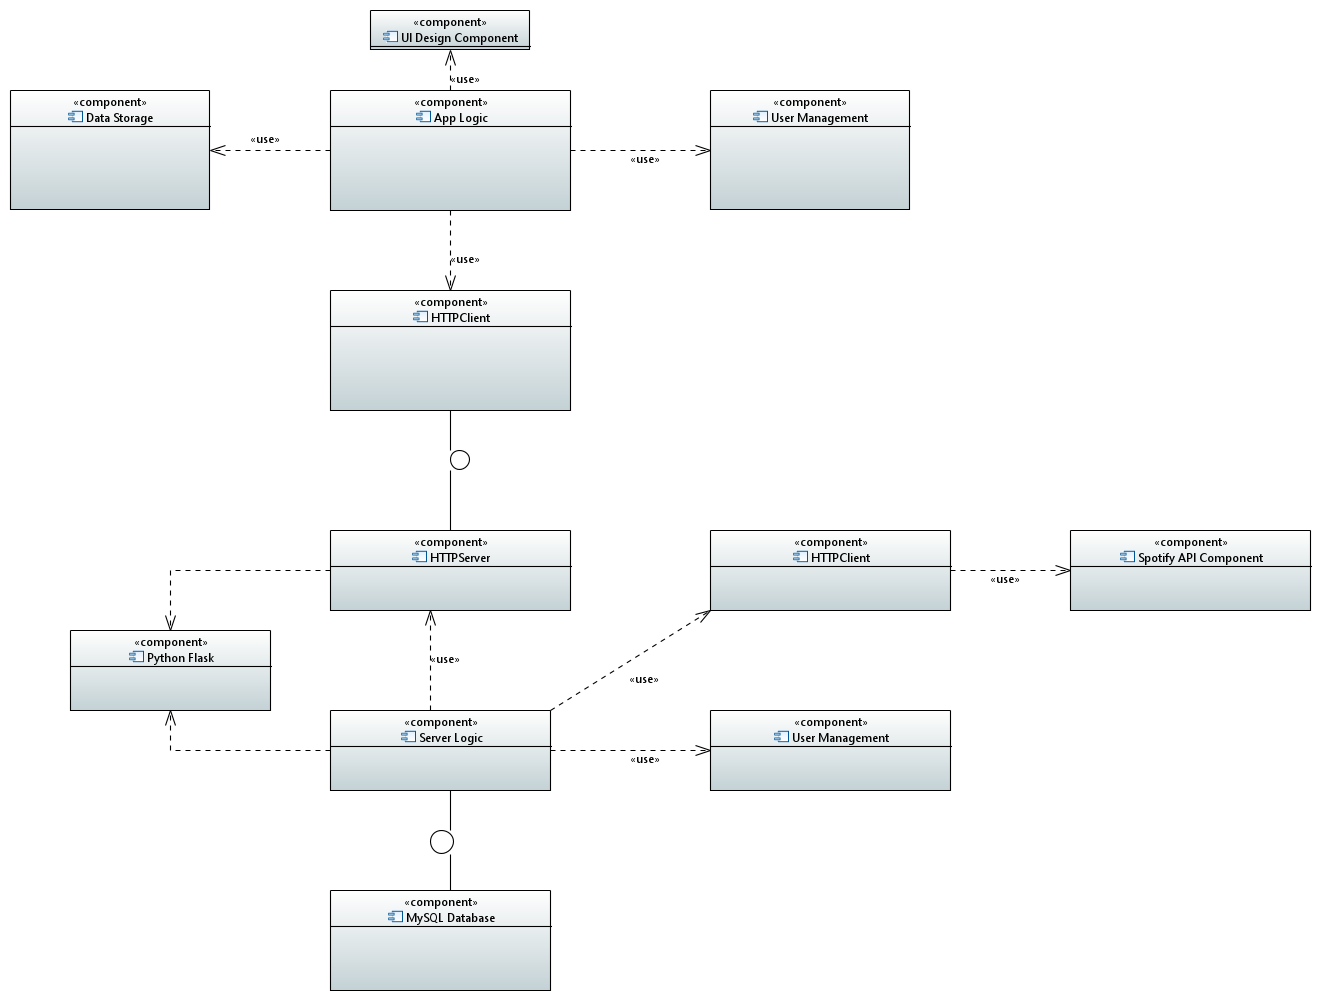 «component»
UI Design Component
«use»
«component»
Data Storage
«component»
App Logic
«component»
User Management
«use»
«use»
«use»
«component»
HTTPClient
«component»
HTTPServer
«component»
HTTPClient
«component»
Spotify API Component
«use»
«component»
Python Flask
«use»
«use»
«component»
Server Logic
«component»
User Management
«use»
«component»
MySQL Database